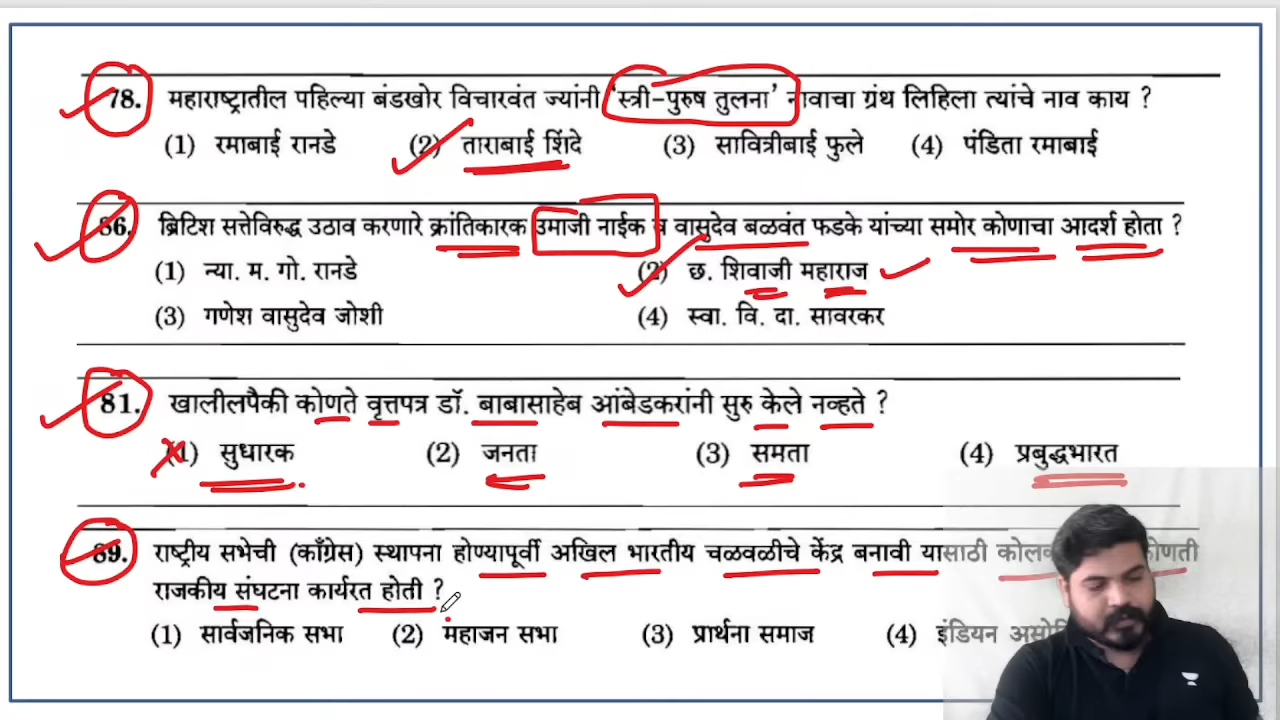 78. महाराष्ट्रातील पहिल्या बंडखोर विचारवंत ज्यांनी 'स्त्री-पुरुष तुलना' नावाचा ग्रंथ लिहिला त्यांचे नाव काय ?
(1) रमाबाई रानडे (2) ताराबाई शिंदे (3) सावित्रीबाई फुले (4) पंडिता रमाबाई
86. ब्रिटिश सत्तेविरुद्ध उठाव करणारे क्रांतिकारक उमाजी नाईक व वासुदेव बळवंत फडके यांच्या समोर कोणाचा आदर्श होता ?
(1) न्या. म. गो. रानडे (2) छ. शिवाजी महाराज
(3) गणेश वासुदेव जोशी (4) स्वा. वि. दा. सावरकर
81. खालीलपैकी कोणते वृत्तपत्र डॉ. बाबासाहेब आंबेडकरांनी सुरु केले नव्हते ?
(1) सुधारक (2) जनता (3) समता (4) प्रबुद्धभारत
89. राष्ट्रीय सभेची (काँग्रेस) स्थापना होण्यापूर्वी अखिल भारतीय चळवळीचे केंद्र बनावी यासाठी
राजकीय संघटना कार्यरत होती ?
(1) सार्वजनिक सभा (2) महाजन सभा (3) प्रार्थना समाज (4) इंडियन